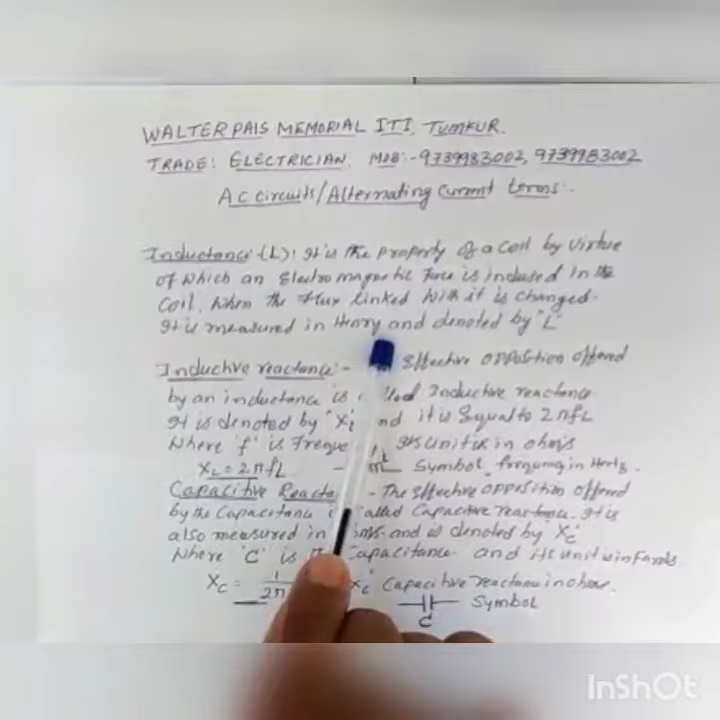 WALTER PAIS MEMORIAL ITI, TUMKUR.
TRADE: ELECTRICIAN MOB:-9739983002, 9739983002
AC circuits/Alternating Current terms:-
Inductance (L): It is the property of a coil by virtue
of which an Electro magnetic Force is induced in the
coil, when the flux linked with it is changed.
It is measured in Henry and denoted by "L"
Inductive reactance:- Effective opposition offered
by an inductance is called Inductive reactance
It is denoted by "XL and it is Equal to 2πfL
Where 'f' is Its unit is in ohm's
XL = 2πfL - L Symbol frequency in Hertz.
Capacitive - The Effective opposition offered
by the Capacitance called Capacitive reactance. It is
also measured in and is denoted by 'Xc'
Where 'C' is Capacitance and its unit is in Farads
Xc = 1 Xc Capacitive reactance in ohms.
2π
C Symbol
InShOt